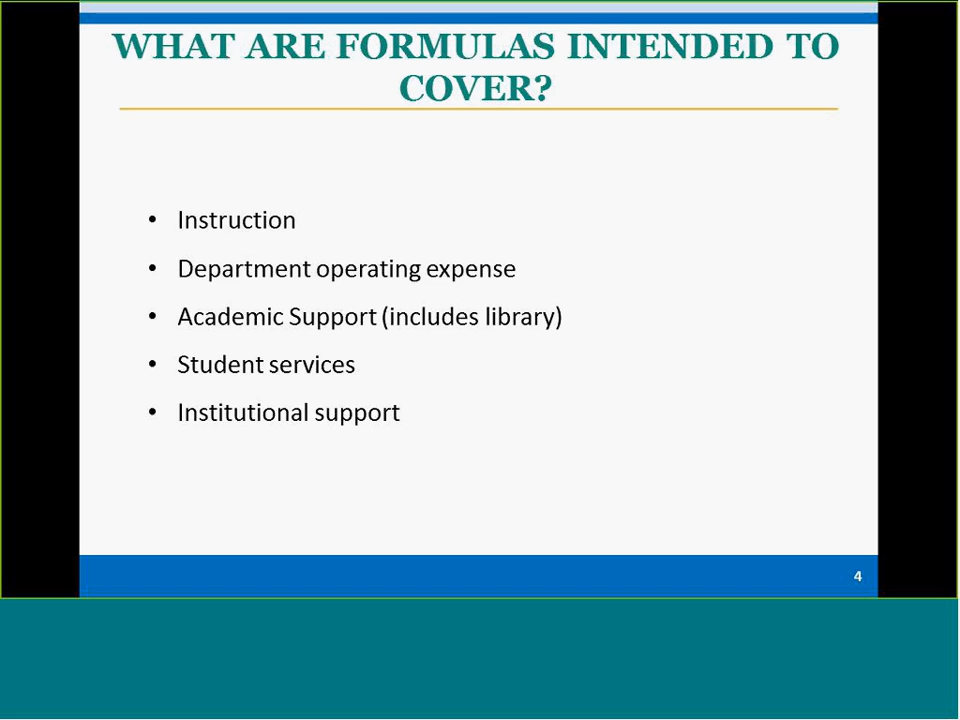 WHAT ARE FORMULAS INTENDED TO
COVER?
• Instruction
• Department operating expense
• Academic Support (includes library)
• Student services
• Institutional support
4